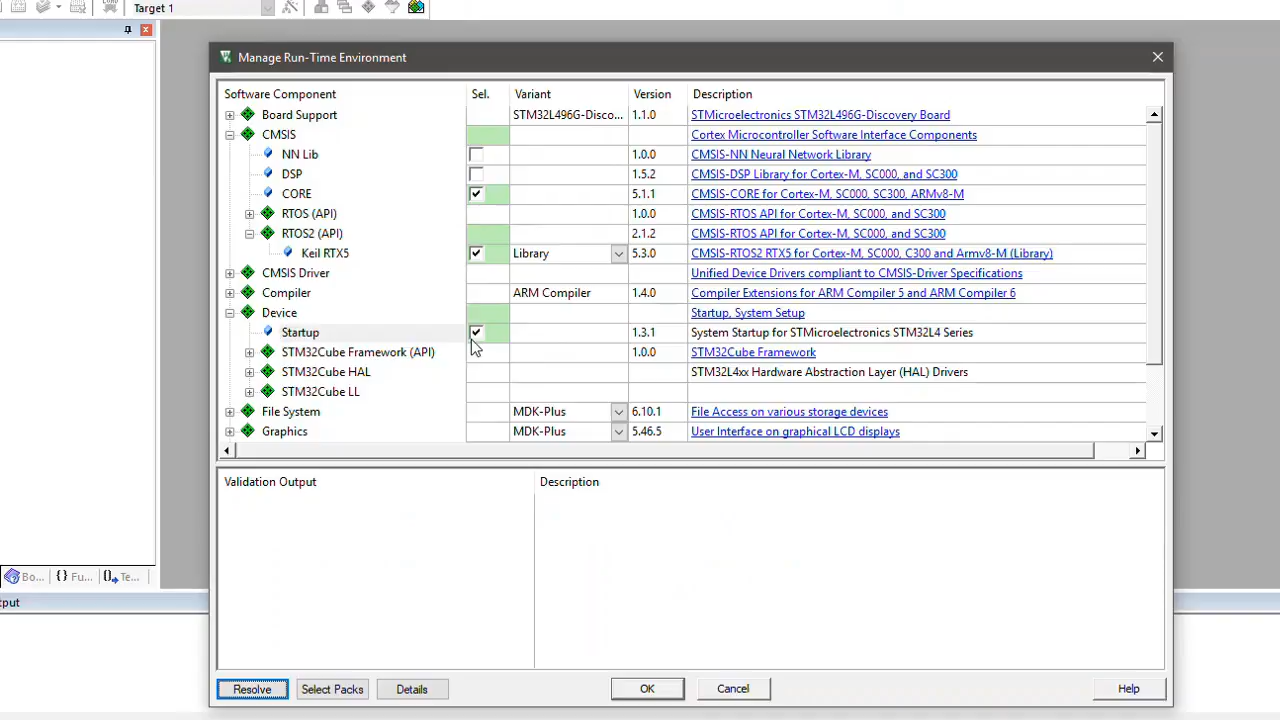 Target 1
Manage Run-Time Environment
Software Component Sel. Variant Version Description
Board Support STM32L496G-Disco... 1.1.0 STMicroelectronics STM32L496G-Discovery Board
CMSIS Cortex Microcontroller Software Interface Components
NN Lib 1.0.0 CMSIS-NN Neural Network Library
DSP 1.5.2 CMSIS-DSP Library for Cortex-M, SC000, and SC300
CORE 5.1.1 CMSIS-CORE for Cortex-M, SC000, SC300, ARMv8-M
RTOS (API) 1.0.0 CMSIS-RTOS API for Cortex-M, SC000, and SC300
RTOS2 (API) 2.1.2 CMSIS-RTOS API for Cortex-M, SC000, and SC300
Keil RTX5 Library 5.3.0 CMSIS-RTOS2 RTX5 for Cortex-M, SC000, C300 and Armv8-M (Library)
CMSIS Driver Unified Device Drivers compliant to CMSIS-Driver Specifications
Compiler ARM Compiler 1.4.0 Compiler Extensions for ARM Compiler 5 and ARM Compiler 6
Device Startup, System Setup
Startup 1.3.1 System Startup for STMicroelectronics STM32L4 Series
STM32Cube Framework (API) 1.0.0 STM32Cube Framework
STM32Cube HAL STM32L4xx Hardware Abstraction Layer (HAL) Drivers
STM32Cube LL
File System MDK-Plus 6.10.1 File Access on various storage devices
Graphics MDK-Plus 5.46.5 User Interface on graphical LCD displays
Validation Output Description
Bo... {} Fu... Te...
tput
Resolve Select Packs Details OK Cancel Help